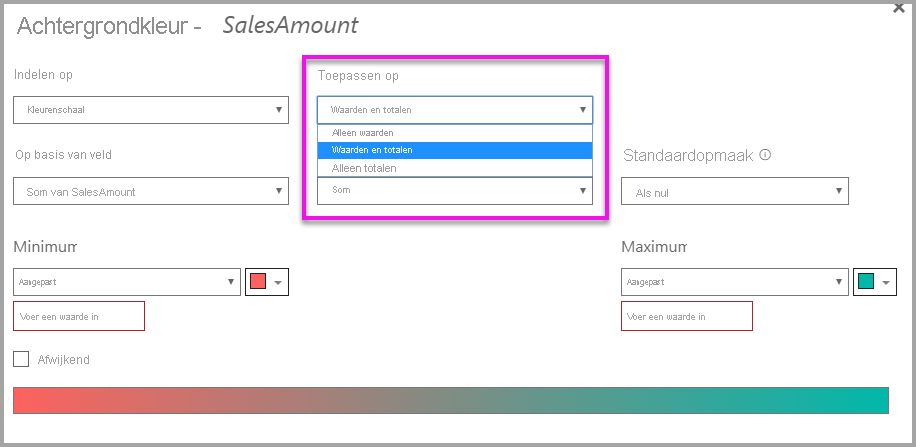 Achtergrondkleur - SalesAmount
Indelen op
Toepassen op
Kleurenschaal
Waarden en totalen
Alleen waarden
Waarden en totalen
Alleen totalen
Op basis van veld
Standaardopmaak
Som van SalesAmount
Som
Als nul
Minimum
Maximum
Aangepast
Aangepast
Voer een waarde in
Voer een waarde in
Afwijkend